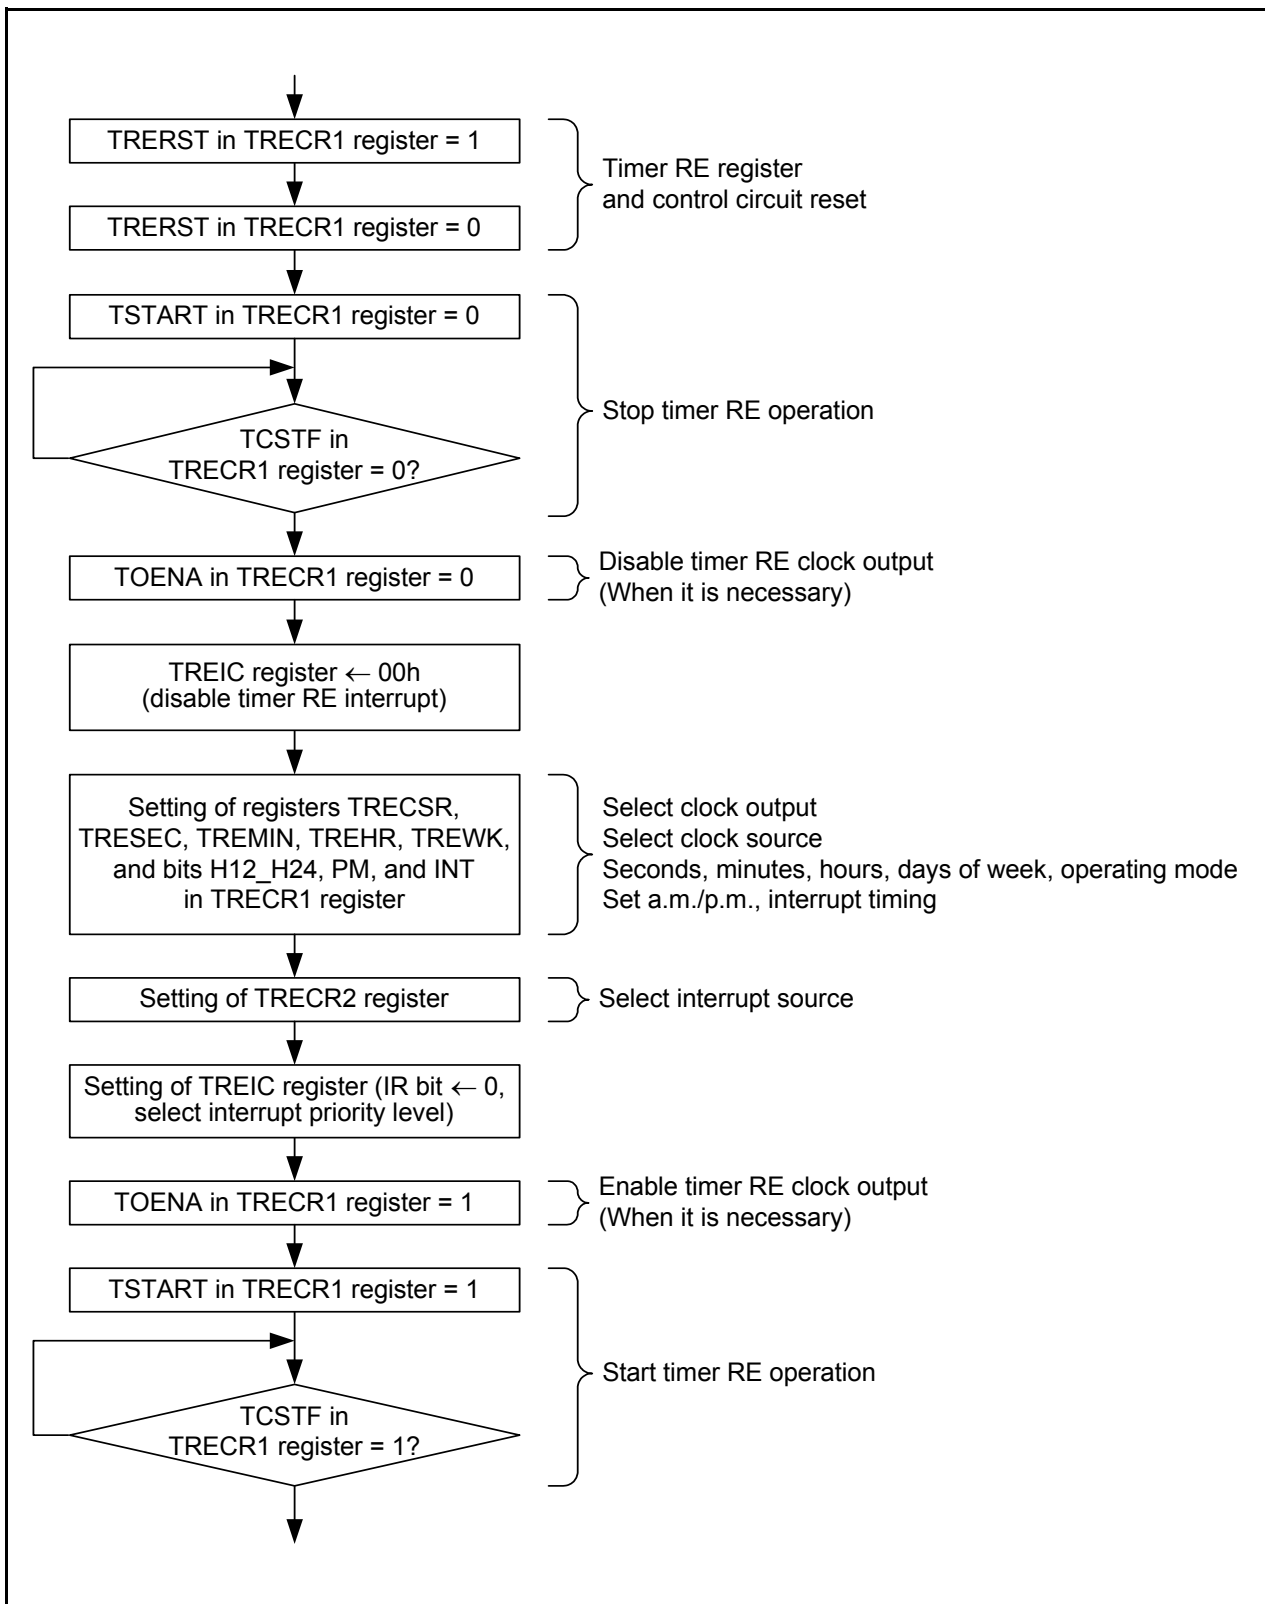 TRERST in TRECR1 register = 1
TRERST in TRECR1 register = 0
Timer RE register
and control circuit reset
TSTART in TRECR1 register = 0
TCSTF in
TRECR1 register = 0?
Stop timer RE operation
TOENA in TRECR1 register = 0
Disable timer RE clock output
(When it is necessary)
TREIC register ← 00h
(disable timer RE interrupt)
Setting of registers TRECSR,
TRESEC, TREMIN, TREHR, TREWK,
and bits H12_H24, PM, and INT
in TRECR1 register
Select clock output
Select clock source
Seconds, minutes, hours, days of week, operating mode
Set a.m./p.m., interrupt timing
Setting of TRECR2 register
Select interrupt source
Setting of TREIC register (IR bit ← 0,
select interrupt priority level)
TOENA in TRECR1 register = 1
Enable timer RE clock output
(When it is necessary)
TSTART in TRECR1 register = 1
TCSTF in
TRECR1 register = 1?
Start timer RE operation